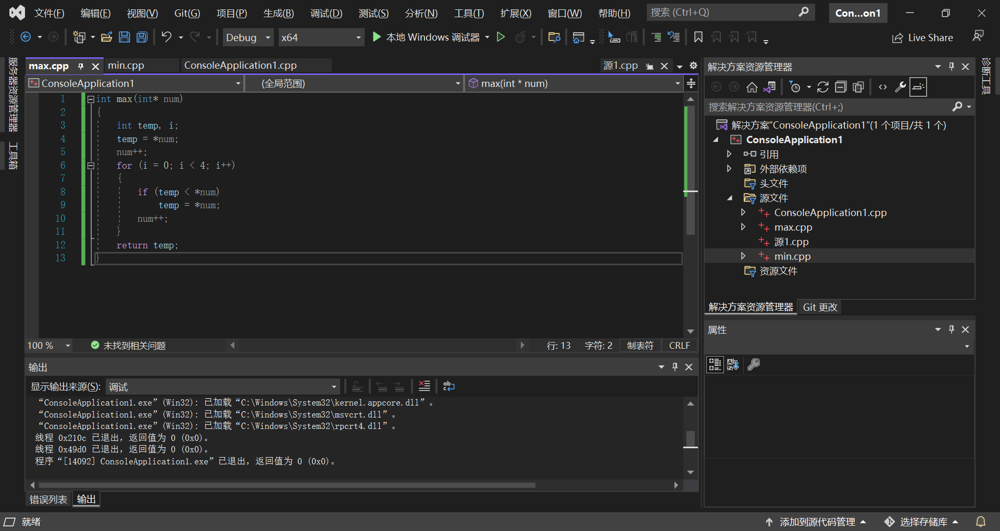 文件(F) 编辑(E) 视图(V) Git(G) 项目(P) 生成(B) 调试(D) 测试(S) 分析(N) 工具(T) 扩展(X) 窗口(W) 帮助(H) 搜索 (Ctrl+Q) Con...on1
Debug x64 本地 Windows 调试器 Live Share
服务器资源管理器
工具箱
max.cpp min.cpp ConsoleApplication1.cpp 源1.cpp
ConsoleApplication1 (全局范围) max(int * num)
1 int max(int* num)
2 {
3 int temp, i;
4 temp = *num;
5 num++;
6 for (i = 0; i < 4; i++)
7 {
8 if (temp < *num)
9 temp = *num;
10 num++;
11 }
12 return temp;
13 }
100 % 未找到相关问题 行: 13 字符: 2 制表符 CRLF
输出
显示输出来源(S): 调试
“ConsoleApplication1.exe”(Win32): 已加载“C:\Windows\System32\kernel.appcore.dll”。
“ConsoleApplication1.exe”(Win32): 已加载“C:\Windows\System32\msvcrt.dll”。
“ConsoleApplication1.exe”(Win32): 已加载“C:\Windows\System32\rpcrt4.dll”。
线程 0x210c 已退出，返回值为 0 (0x0)。
线程 0x49d0 已退出，返回值为 0 (0x0)。
程序“[14092] ConsoleApplication1.exe”已退出，返回值为 0 (0x0)。
错误列表 输出
解决方案资源管理器
搜索解决方案资源管理器(Ctrl+;)
解决方案“ConsoleApplication1”(1 个项目/共 1 个)
ConsoleApplication1
引用
外部依赖项
头文件
源文件
ConsoleApplication1.cpp
max.cpp
源1.cpp
min.cpp
资源文件
解决方案资源管理器 Git 更改
属性
诊断工具
就绪 添加到源代码管理 选择存储库